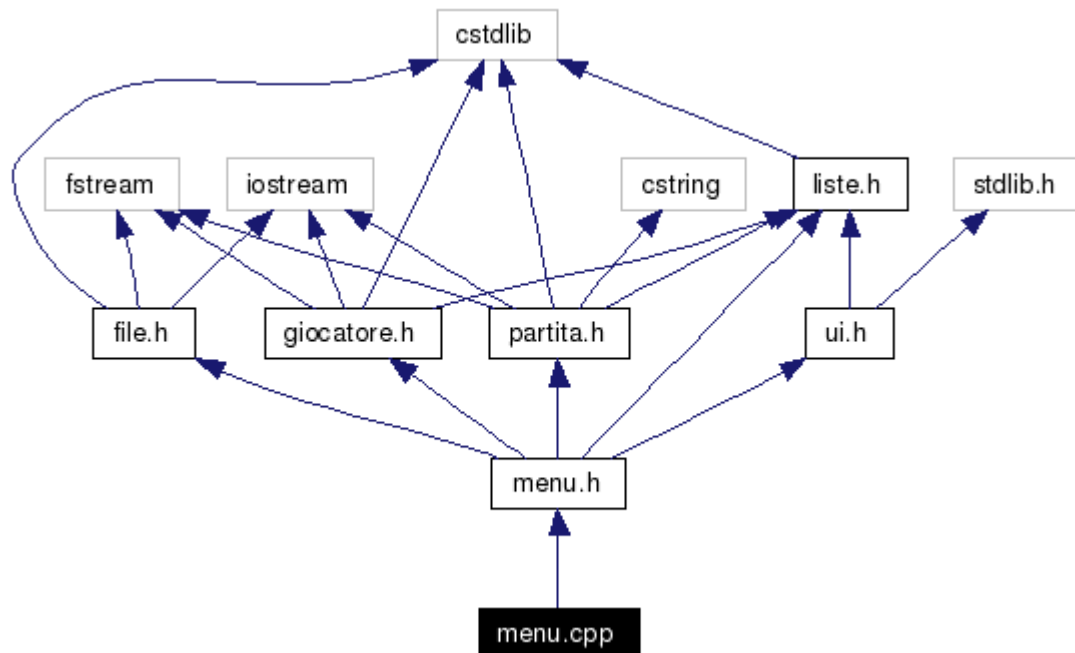 cstdlib
fstream
iostream
cstring
liste.h
stdlib.h
file.h
giocatore.h
partita.h
ui.h
menu.h
menu.cpp